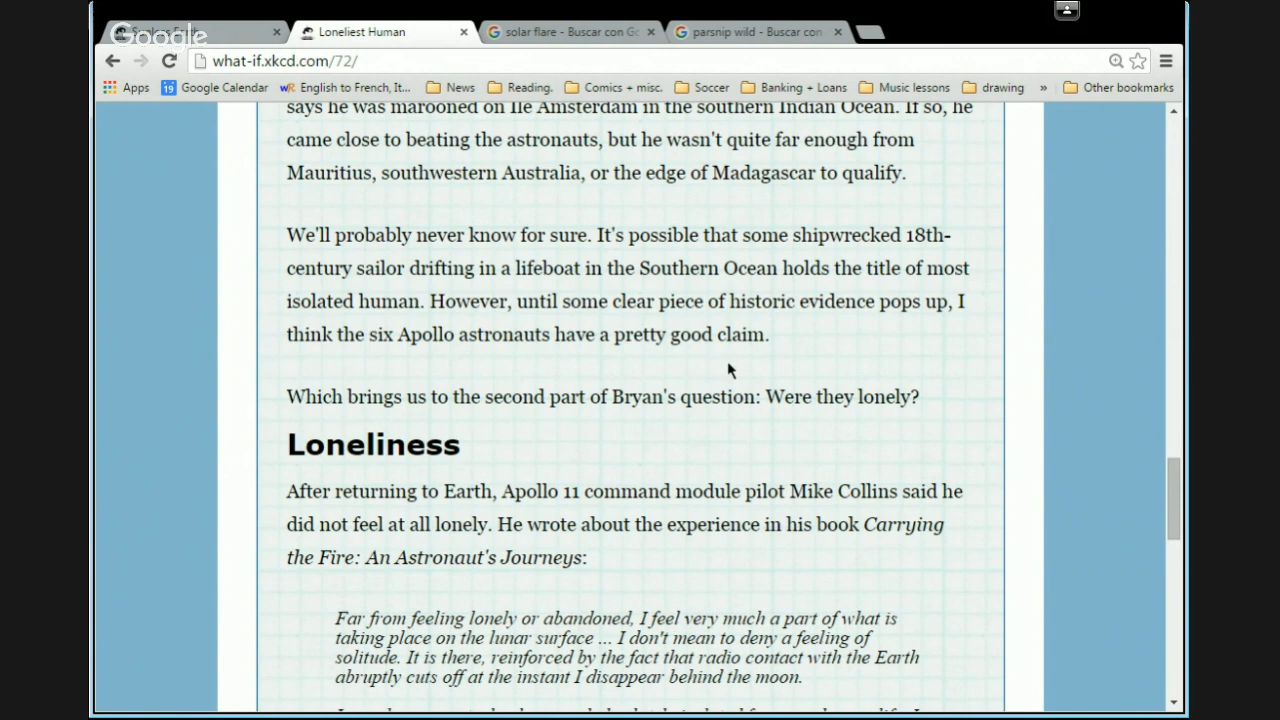 Google
Loneliest Human
solar flare - Buscar con Go
parsnip wild - Buscar con
what-if.xkcd.com/72/
Apps
19
Google Calendar
WR
English to French, It...
News
Reading.
Comics + misc.
Soccer
Banking + Loans
Music lessons
drawing
»
Other bookmarks
says he was marooned on Ile Amsterdam in the southern Indian Ocean. If so, he
came close to beating the astronauts, but he wasn't quite far enough from
Mauritius, southwestern Australia, or the edge of Madagascar to qualify.
We'll probably never know for sure. It's possible that some shipwrecked 18th-
century sailor drifting in a lifeboat in the Southern Ocean holds the title of most
isolated human. However, until some clear piece of historic evidence pops up, I
think the six Apollo astronauts have a pretty good claim.
Which brings us to the second part of Bryan's question: Were they lonely?
Loneliness
After returning to Earth, Apollo 11 command module pilot Mike Collins said he
did not feel at all lonely. He wrote about the experience in his book Carrying
the Fire: An Astronaut's Journeys:
Far from feeling lonely or abandoned, I feel very much a part of what is
taking place on the lunar surface ... I don't mean to deny a feeling of
solitude. It is there, reinforced by the fact that radio contact with the Earth
abruptly cuts off at the instant I disappear behind the moon.